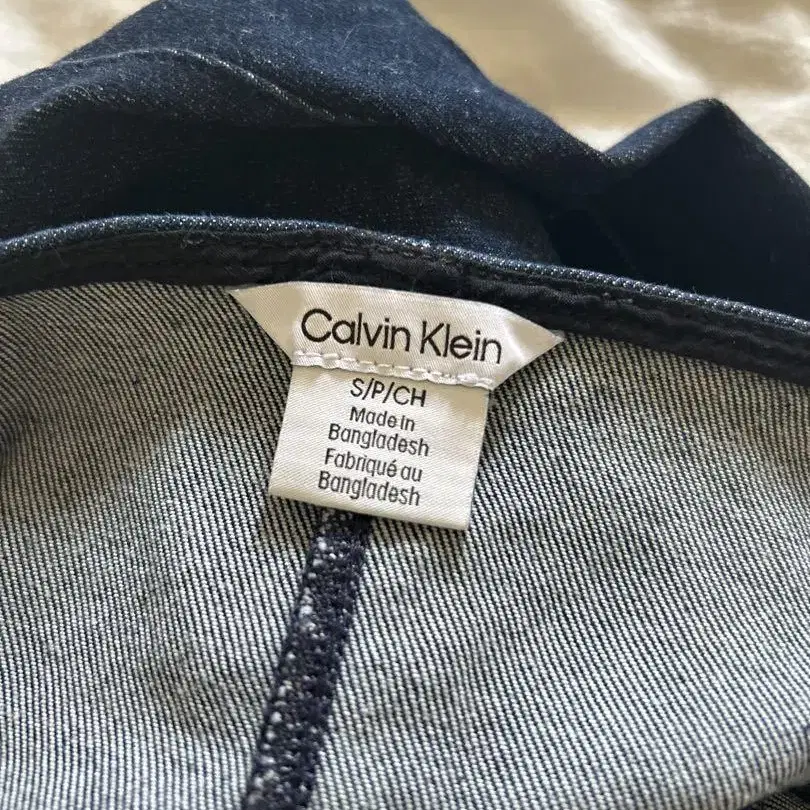 Calvin Klein
S/P/CH
Made in
Bangladesh
Fabriqué au
Bangladesh